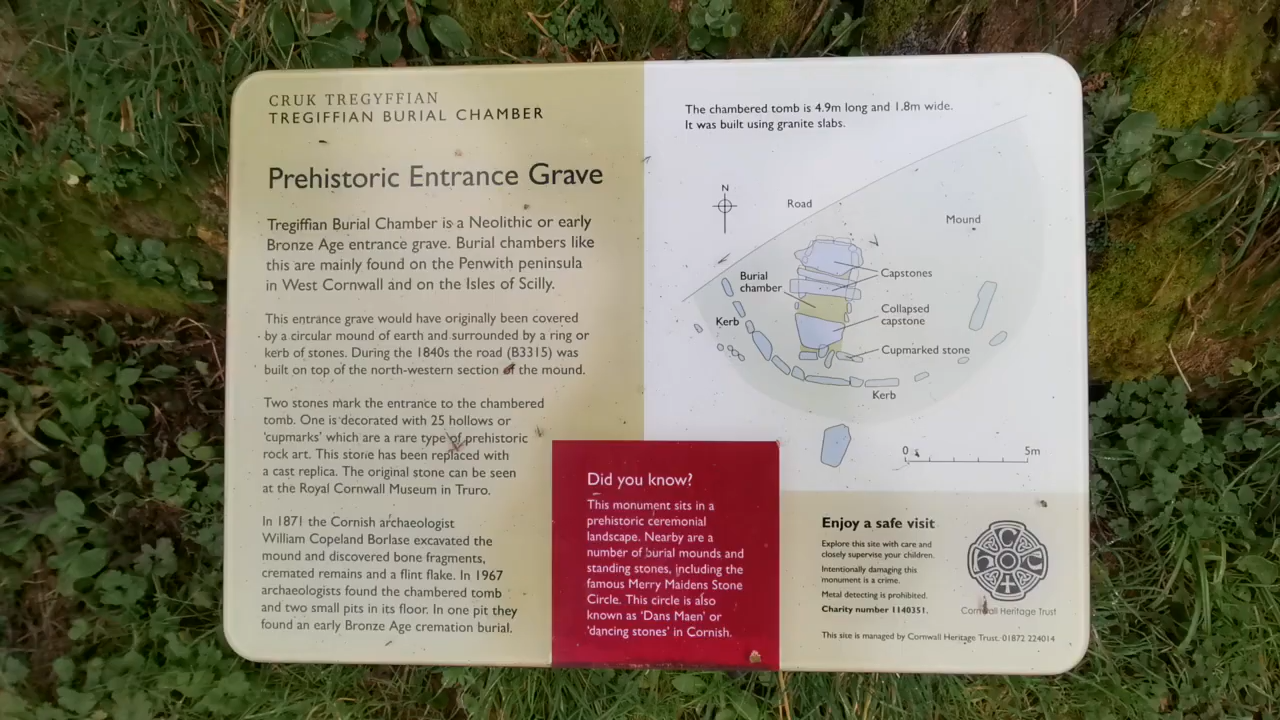 CRUK TREGYFFIAN
TREGIFFIAN BURIAL CHAMBER
Prehistoric Entrance Grave
Tregiffian Burial Chamber is a Neolithic or early
Bronze Age entrance grave. Burial chambers like
this are mainly found on the Penwith peninsula
in West Cornwall and on the Isles of Scilly.
This entrance grave would have originally been covered
by a circular mound of earth and surrounded by a ring or
kerb of stones. During the 1840s the road (B3315) was
built on top of the north-western section of the mound.
Two stones mark the entrance to the chambered
tomb. One is decorated with 25 hollows or
'cupmarks' which are a rare type of prehistoric
rock art. This stone has been replaced with
a cast replica. The original stone can be seen
at the Royal Cornwall Museum in Truro.
In 1871 the Cornish archaeologist
William Copeland Borlase excavated the
mound and discovered bone fragments,
cremated remains and a flint flake. In 1967
archaeologists found the chambered tomb
and two small pits in its floor. In one pit they
found an early Bronze Age cremation burial.
Did you know?
This monument sits in a
prehistoric ceremonial
landscape. Nearby are a
number of burial mounds and
standing stones, including the
famous Merry Maidens Stone
Circle. This circle is also
known as 'Dans Maen' or
'dancing stones' in Cornish.
The chambered tomb is 4.9m long and 1.8m wide.
It was built using granite slabs.
N
Road
Mound
Burial
chamber
Capstones
Kerb
Collapsed
capstone
Cupmarked stone
Kerb
0
5m
Enjoy a safe visit
Explore this site with care and
closely supervise your children.
Intentionally damaging this
monument is a crime.
Metal detecting is prohibited.
Charity number 1140351.
CHC
Cornwall Heritage Trust
This site is managed by Cornwall Heritage Trust. 01872 224014